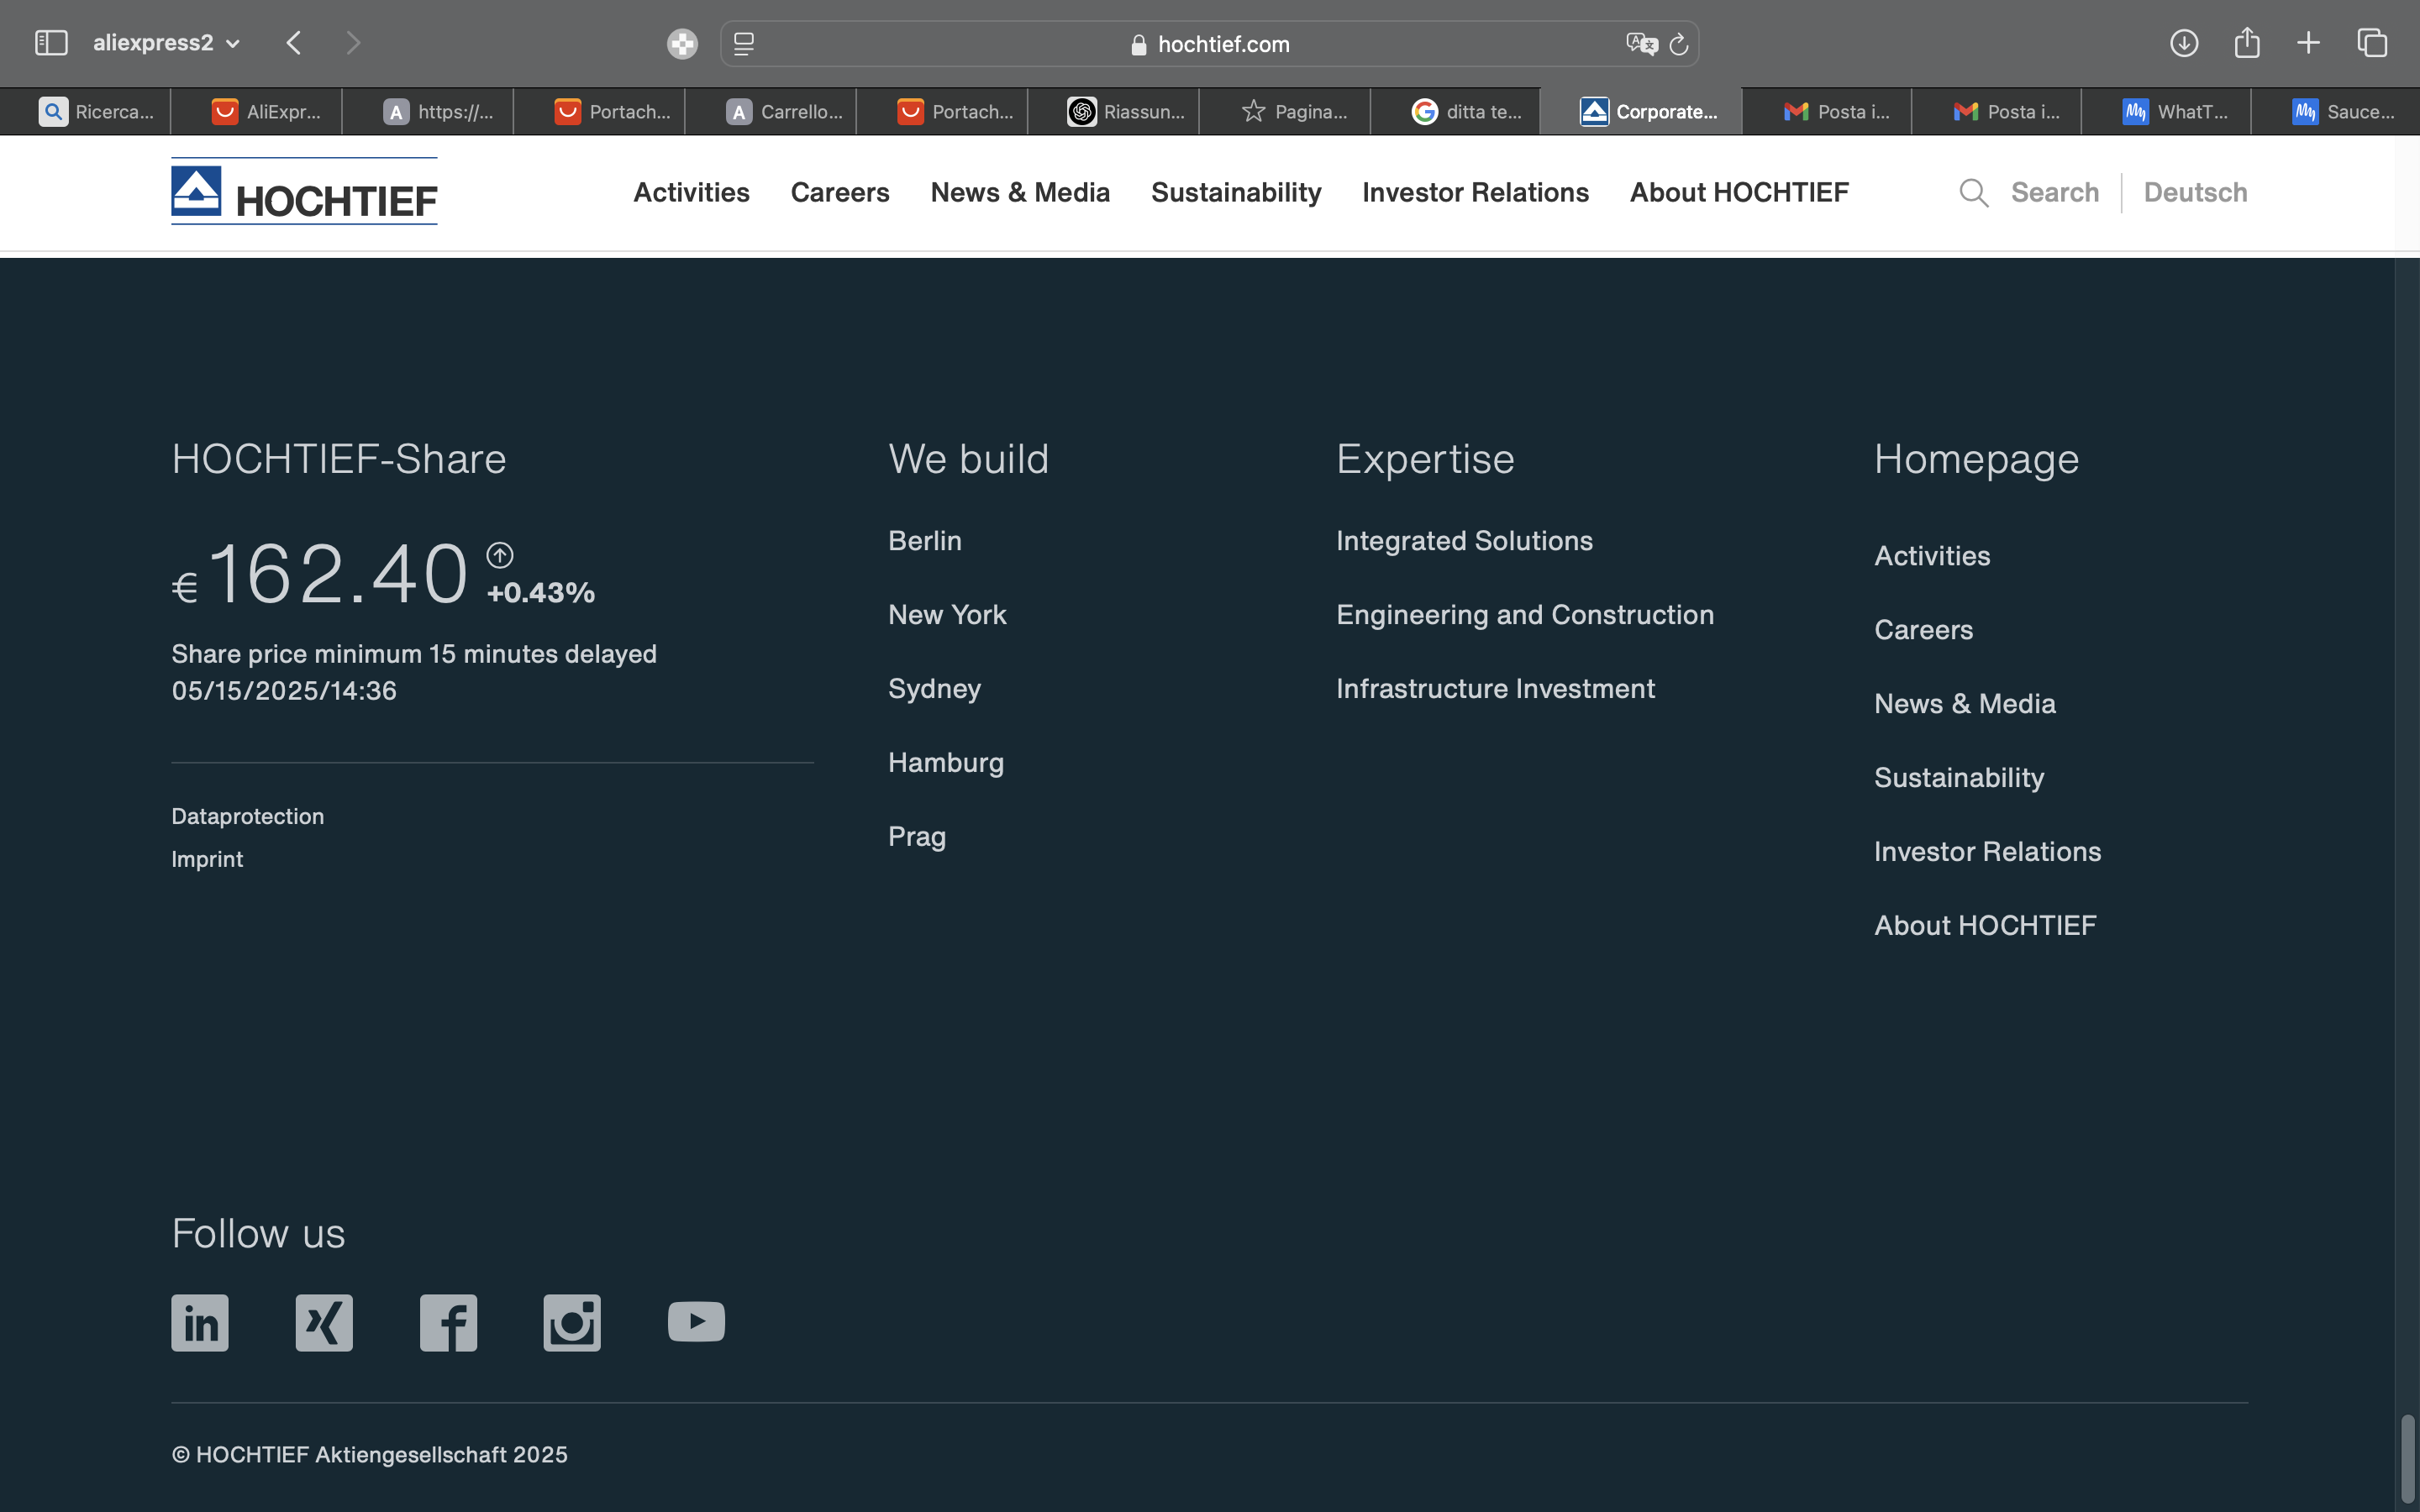 aliexpress2
hochtief.com
Ricerca...
AliExpr...
https://...
Portach...
Carrello...
Portach...
Riassun...
Pagina...
ditta te...
Corporate...
Posta i...
Posta i...
WhatT...
Sauce...
HOCHTIEF
Activities
Careers
News & Media
Sustainability
Investor Relations
About HOCHTIEF
Search
Deutsch
HOCHTIEF-Share
€162.40
+0.43%
Share price minimum 15 minutes delayed
05/15/2025/14:36
Dataprotection
Imprint
We build
Berlin
New York
Sydney
Hamburg
Prag
Expertise
Integrated Solutions
Engineering and Construction
Infrastructure Investment
Homepage
Activities
Careers
News & Media
Sustainability
Investor Relations
About HOCHTIEF
Follow us
© HOCHTIEF Aktiengesellschaft 2025